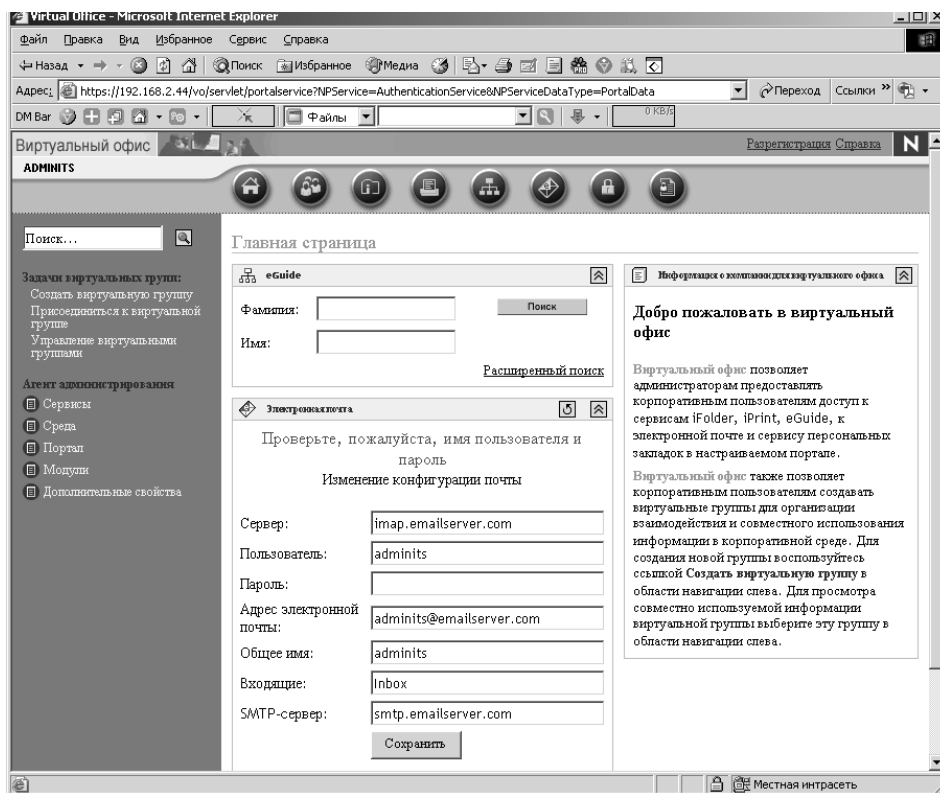 Virtual Office - Microsoft Internet Explorer
Файл Правка Вид Избранное Сервис Справка
Назад Поиск Избранное Медиа
Адрес: https://192.168.2.44/vo/servlet/portalservice?NPService=AuthenticationService&NPServiceDataType=PortalData Переход Ссылки »
DM Bar Файлы 0 KB/s
Виртуальный офис Разрегистрация Справка N
ADMINITS
Поиск...
Задачи виртуальных групп:
Создать виртуальную группу
Присоединиться к виртуальной
группе
Управление виртуальными
группами
Агент администрирования
Сервисы
Среда
Портал
Модули
Дополнительные свойства
Главная страница
eGuide
Фамилия: Поиск
Имя:
Расширенный поиск
Электронная почта
Проверьте, пожалуйста, имя пользователя и
пароль
Изменение конфигурации почты
Сервер: imap.emailserver.com
Пользователь: adminits
Пароль:
Адрес электронной
почты: adminits@emailserver.com
Общее имя: adminits
Входящие: Inbox
SMTP-сервер: smtp.emailserver.com
Сохранить
Информация о компании для виртуального офиса
Добро пожаловать в виртуальный
офис
Виртуальный офис позволяет
администраторам предоставлять
корпоративным пользователям доступ к
сервисам iFolder, iPrint, eGuide, к
электронной почте и сервису персональных
закладок в настраиваемом портале.
Виртуальный офис также позволяет
корпоративным пользователям создавать
виртуальные группы для организации
взаимодействия и совместного использования
информации в корпоративной среде. Для
создания новой группы воспользуйтесь
ссылкой Создать виртуальную группу в
области навигации слева. Для просмотра
совместно используемой информации
виртуальной группы выберите эту группу в
области навигации слева.
Местная интрасеть